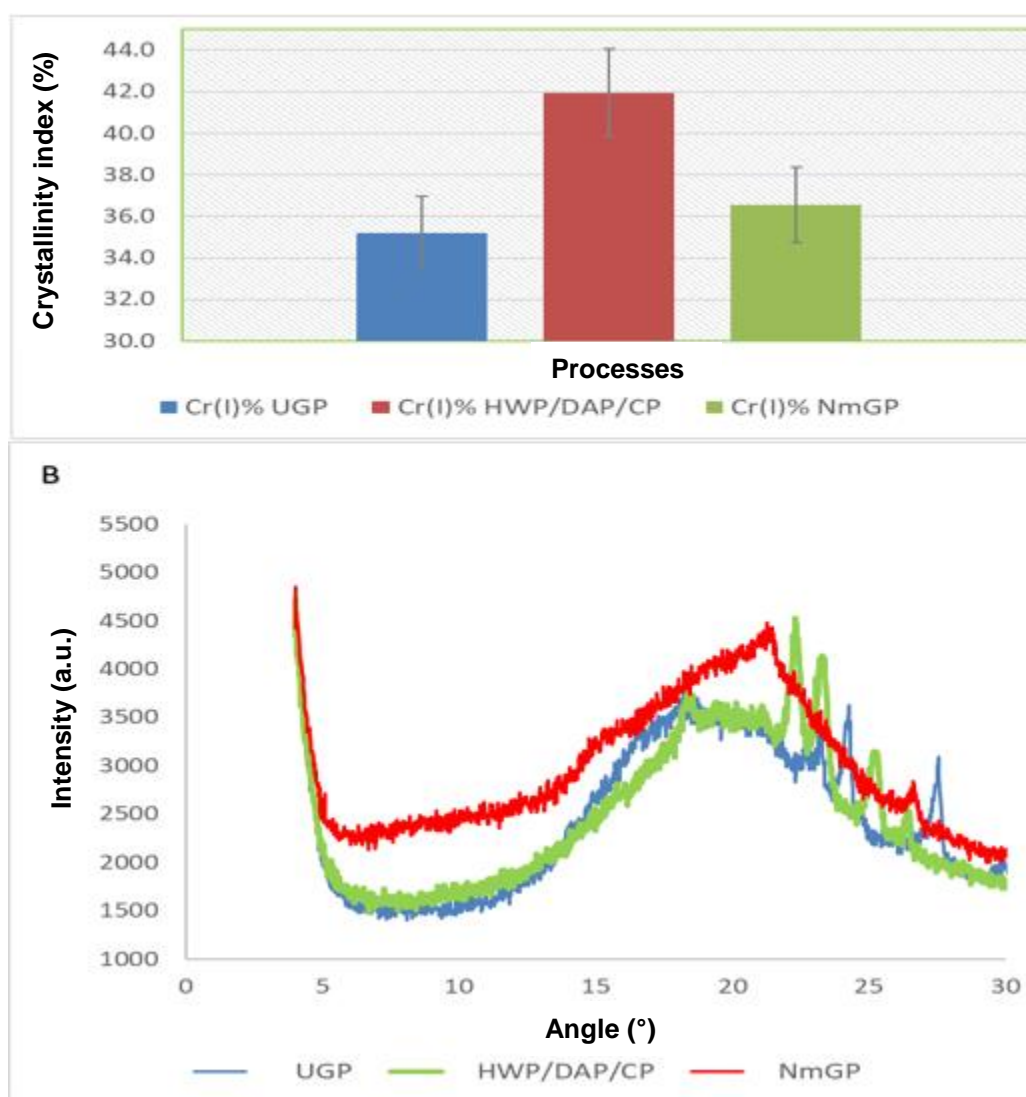 Crystallinity index (%)
44.0
42.0
40.0
38.0
36.0
34.0
32.0
30.0
Processes
Cr(I)% UGP Cr(I)% HWP/DAP/CP Cr(I)% NmGP
B
Intensity (a.u.)
5500
5000
4500
4000
3500
3000
2500
2000
1500
1000
0 5 10 15 20 25 30
Angle (°)
UGP HWP/DAP/CP NmGP